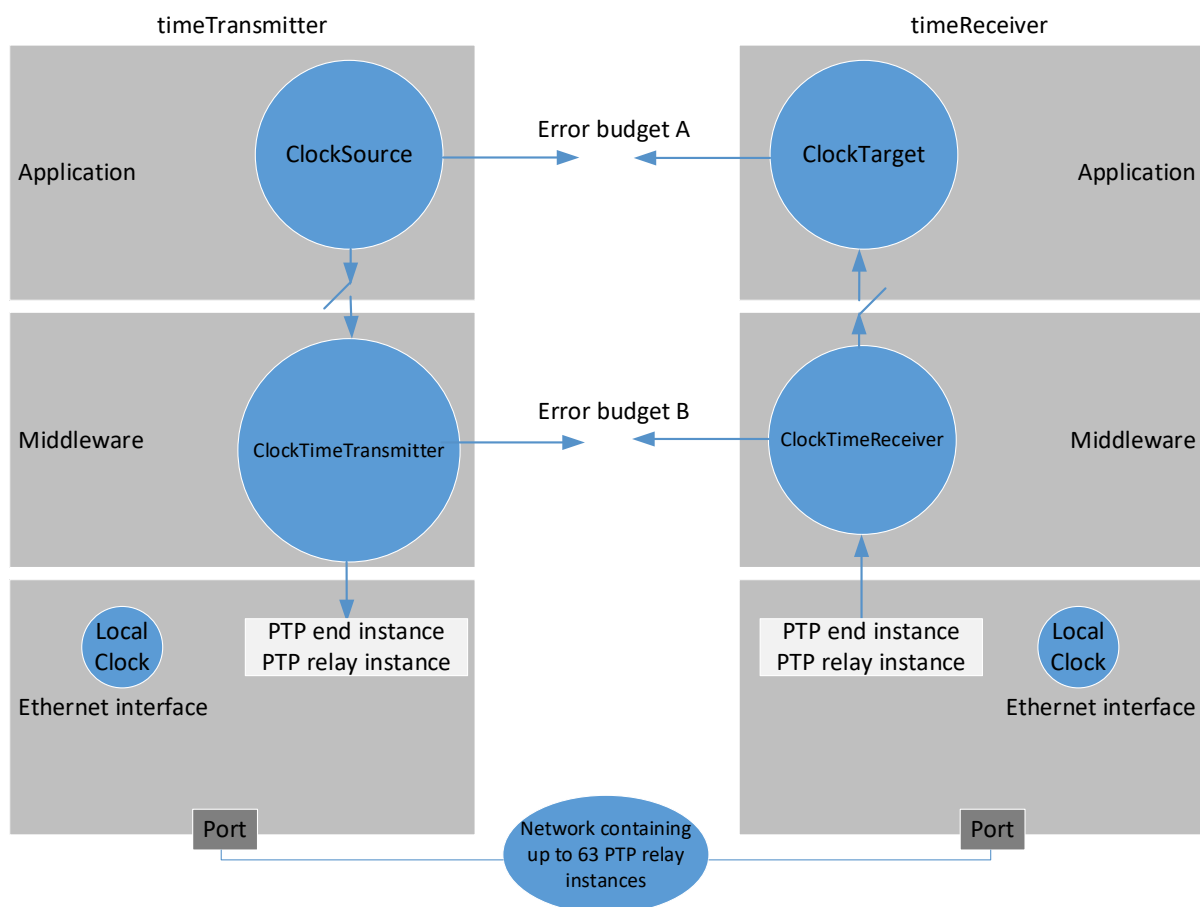 timeTransmitter
timeReceiver
Error budget A
ClockSource
ClockTarget
Application
Application
Error budget B
Middleware
ClockTimeTransmitter
ClockTimeReceiver
Middleware
Local
Clock
PTP end instance
PTP relay instance
PTP end instance
PTP relay instance
Local
Clock
Ethernet interface
Ethernet interface
Port
Network containing
up to 63 PTP relay
instances
Port